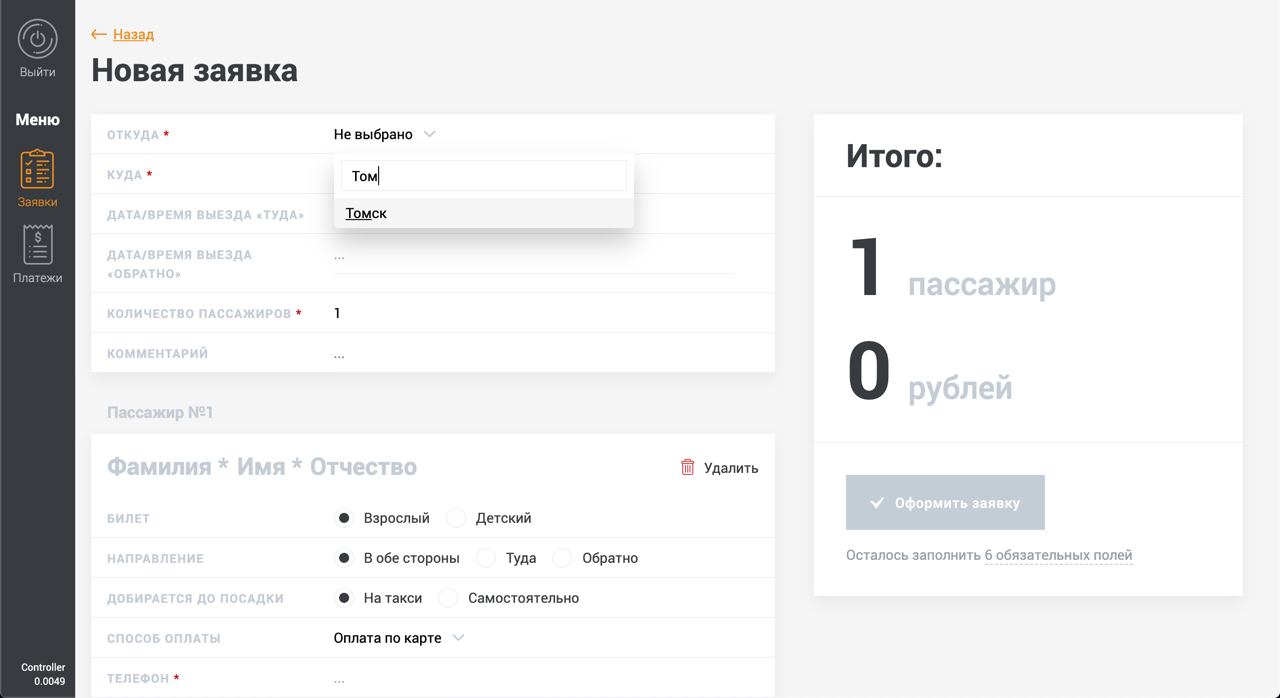 Выйти
Меню
Заявки
Платежи
Controller
0.0049
← Назад
Новая заявка
ОТКУДА * Не выбрано
КУДА *
Том
Томск
ДАТА/ВРЕМЯ ВЫЕЗДА «ТУДА»
ДАТА/ВРЕМЯ ВЫЕЗДА
«ОБРАТНО»
...
КОЛИЧЕСТВО ПАССАЖИРОВ * 1
КОММЕНТАРИЙ ...
Пассажир №1
Фамилия * Имя * Отчество
Удалить
БИЛЕТ Взрослый Детский
НАПРАВЛЕНИЕ В обе стороны Туда Обратно
ДОБИРАЕТСЯ ДО ПОСАДКИ На такси Самостоятельно
СПОСОБ ОПЛАТЫ Оплата по карте
ТЕЛЕФОН * ...
Итого:
1 пассажир
0 рублей
Оформить заявку
Осталось заполнить 6 обязательных полей